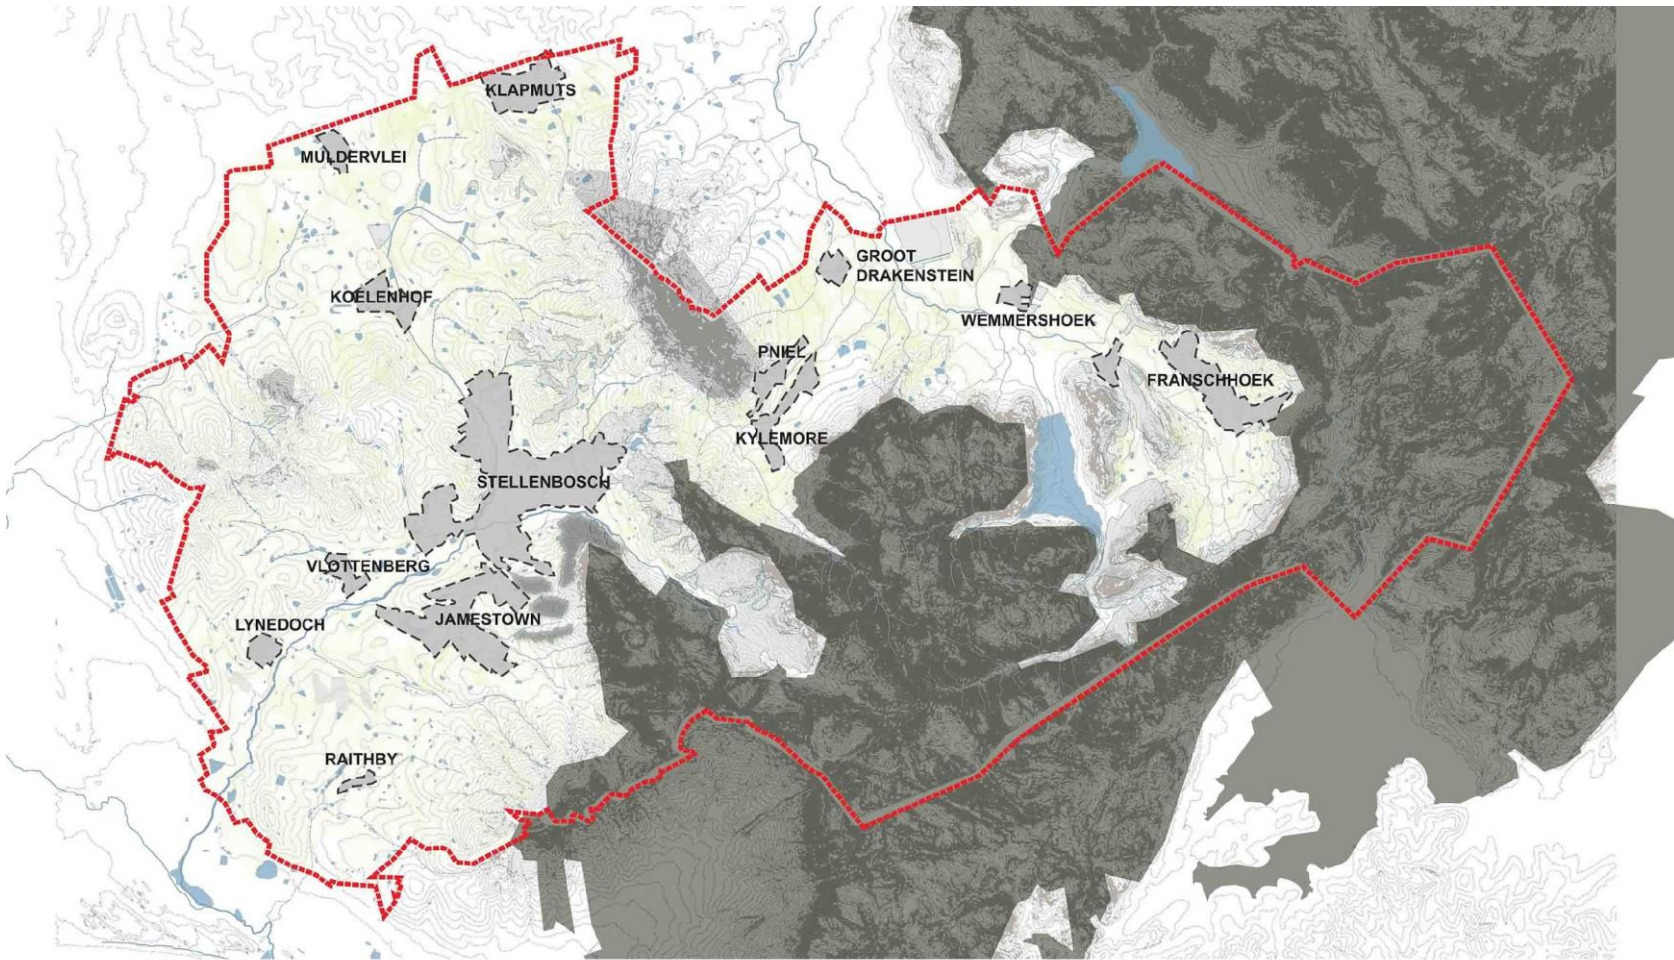 KLAPMUTS
MULDERVLEI
GROOT
DRAKENSTEIN
KOELENHOF
WEMMERSHOEK
PNIEL
FRANSCHHOEK
KYLEMORE
STELLENBOSCH
VLOTTENBERG
JAMESTOWN
LYNEDOCH
RAITHBY